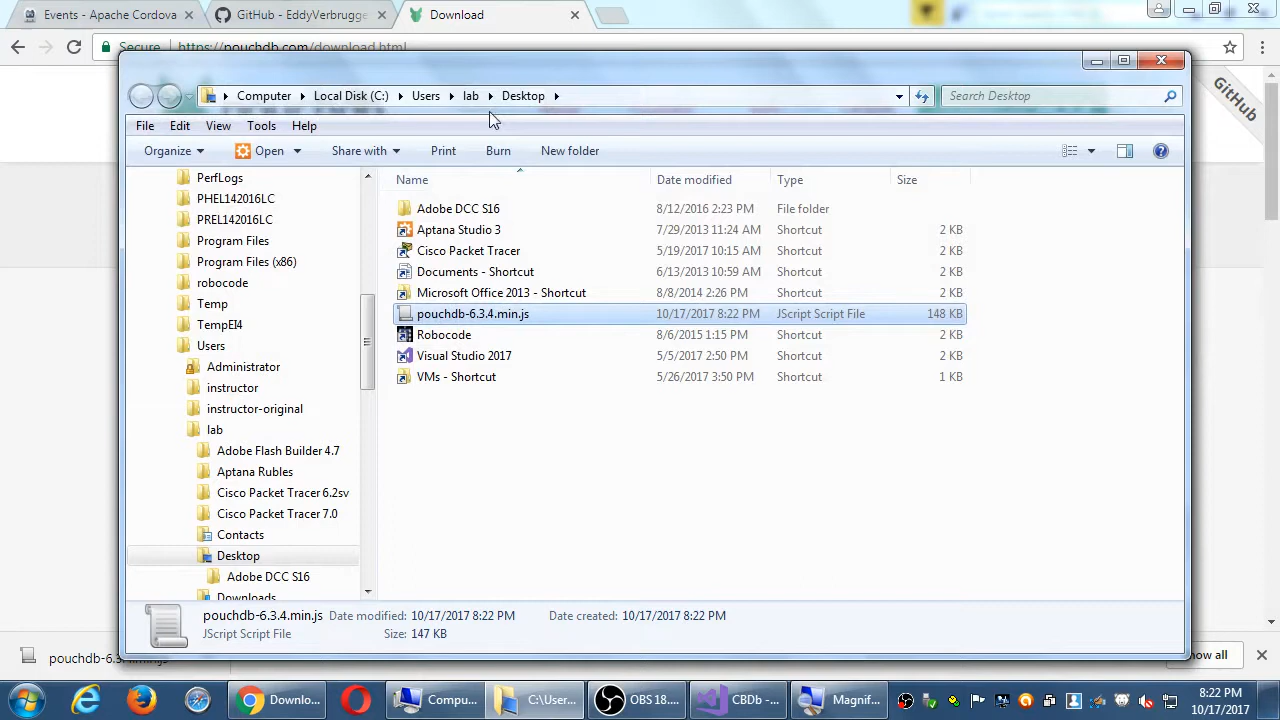 Events - Apache Cordova
GitHub - EddyVerbrugge
Download
Secure
https://pouchdb.com/download.html
GitHub
Computer
Local Disk (C:)
Users
lab
Desktop
Search Desktop
File
Edit
View
Tools
Help
Organize
Open
Share with
Print
Burn
New folder
PerfLogs
PHEL142016LC
PREL142016LC
Program Files
Program Files (x86)
robocode
Temp
TempEI4
Users
Administrator
instructor
instructor-original
lab
Adobe Flash Builder 4.7
Aptana Rubles
Cisco Packet Tracer 6.2sv
Cisco Packet Tracer 7.0
Contacts
Desktop
Adobe DCC S16
Downloads
Name Date modified Type Size
Adobe DCC S16 8/12/2016 2:23 PM File folder
Aptana Studio 3 7/29/2013 11:24 AM Shortcut 2 KB
Cisco Packet Tracer 5/19/2017 10:15 AM Shortcut 2 KB
Documents - Shortcut 6/13/2013 10:59 AM Shortcut 2 KB
Microsoft Office 2013 - Shortcut 8/8/2014 2:26 PM Shortcut 2 KB
pouchdb-6.3.4.min.js 10/17/2017 8:22 PM JScript Script File 148 KB
Robocode 8/6/2015 1:15 PM Shortcut 2 KB
Visual Studio 2017 5/5/2017 2:50 PM Shortcut 2 KB
VMs - Shortcut 5/26/2017 3:50 PM Shortcut 1 KB
pouchdb-6.3.4.min.js Date modified: 10/17/2017 8:22 PM Date created: 10/17/2017 8:22 PM
JScript Script File Size: 147 KB
pouchdb-6.3.4.min.js
how all
Downlo...
Compu...
C:\User...
OBS 18....
CBDb -...
Magnif...
8:22 PM
10/17/2017